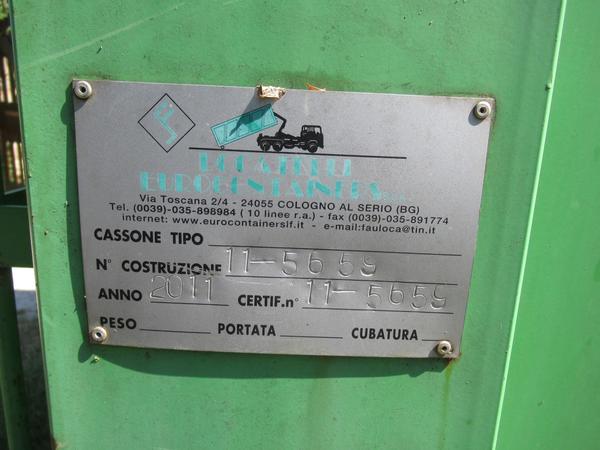 EUROCONTAINERS
Via Toscana 2/4 - 24055 COLOGNO AL SERIO (BG)
Tel. (0039)-035-898984 ( 10 linee r.a.) - fax (0039)-035-891774
internet: www.eurocontainerslf.it - e-mail:fauloca@tin.it
CASSONE TIPO
N° COSTRUZIONE 11-5659
ANNO 2011 CERTIF.n° 11-5659
PESO PORTATA CUBATURA